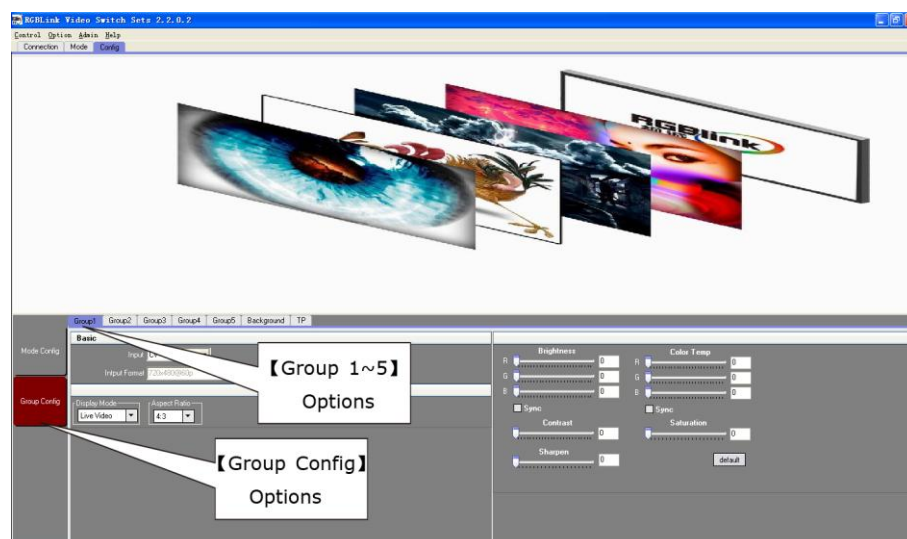 RGBLink Video Switch Sets 2.2.0.2
Control Option Admin Help
Connection Mode Config
RGBlink
Group1 Group2 Group3 Group4 Group5 Background TP
Mode Config
Group Config
Basic
Input
Intput Format 720x480@60p
Display Mode
Live Video
Aspect Ratio
4:3
【Group 1~5】
Options
【Group Config】
Options
Brightness
R 0
G 0
B 0
Sync
Contrast
0
Sharpen
0
Color Temp
R 0
G 0
B 0
Sync
Saturation
0
default